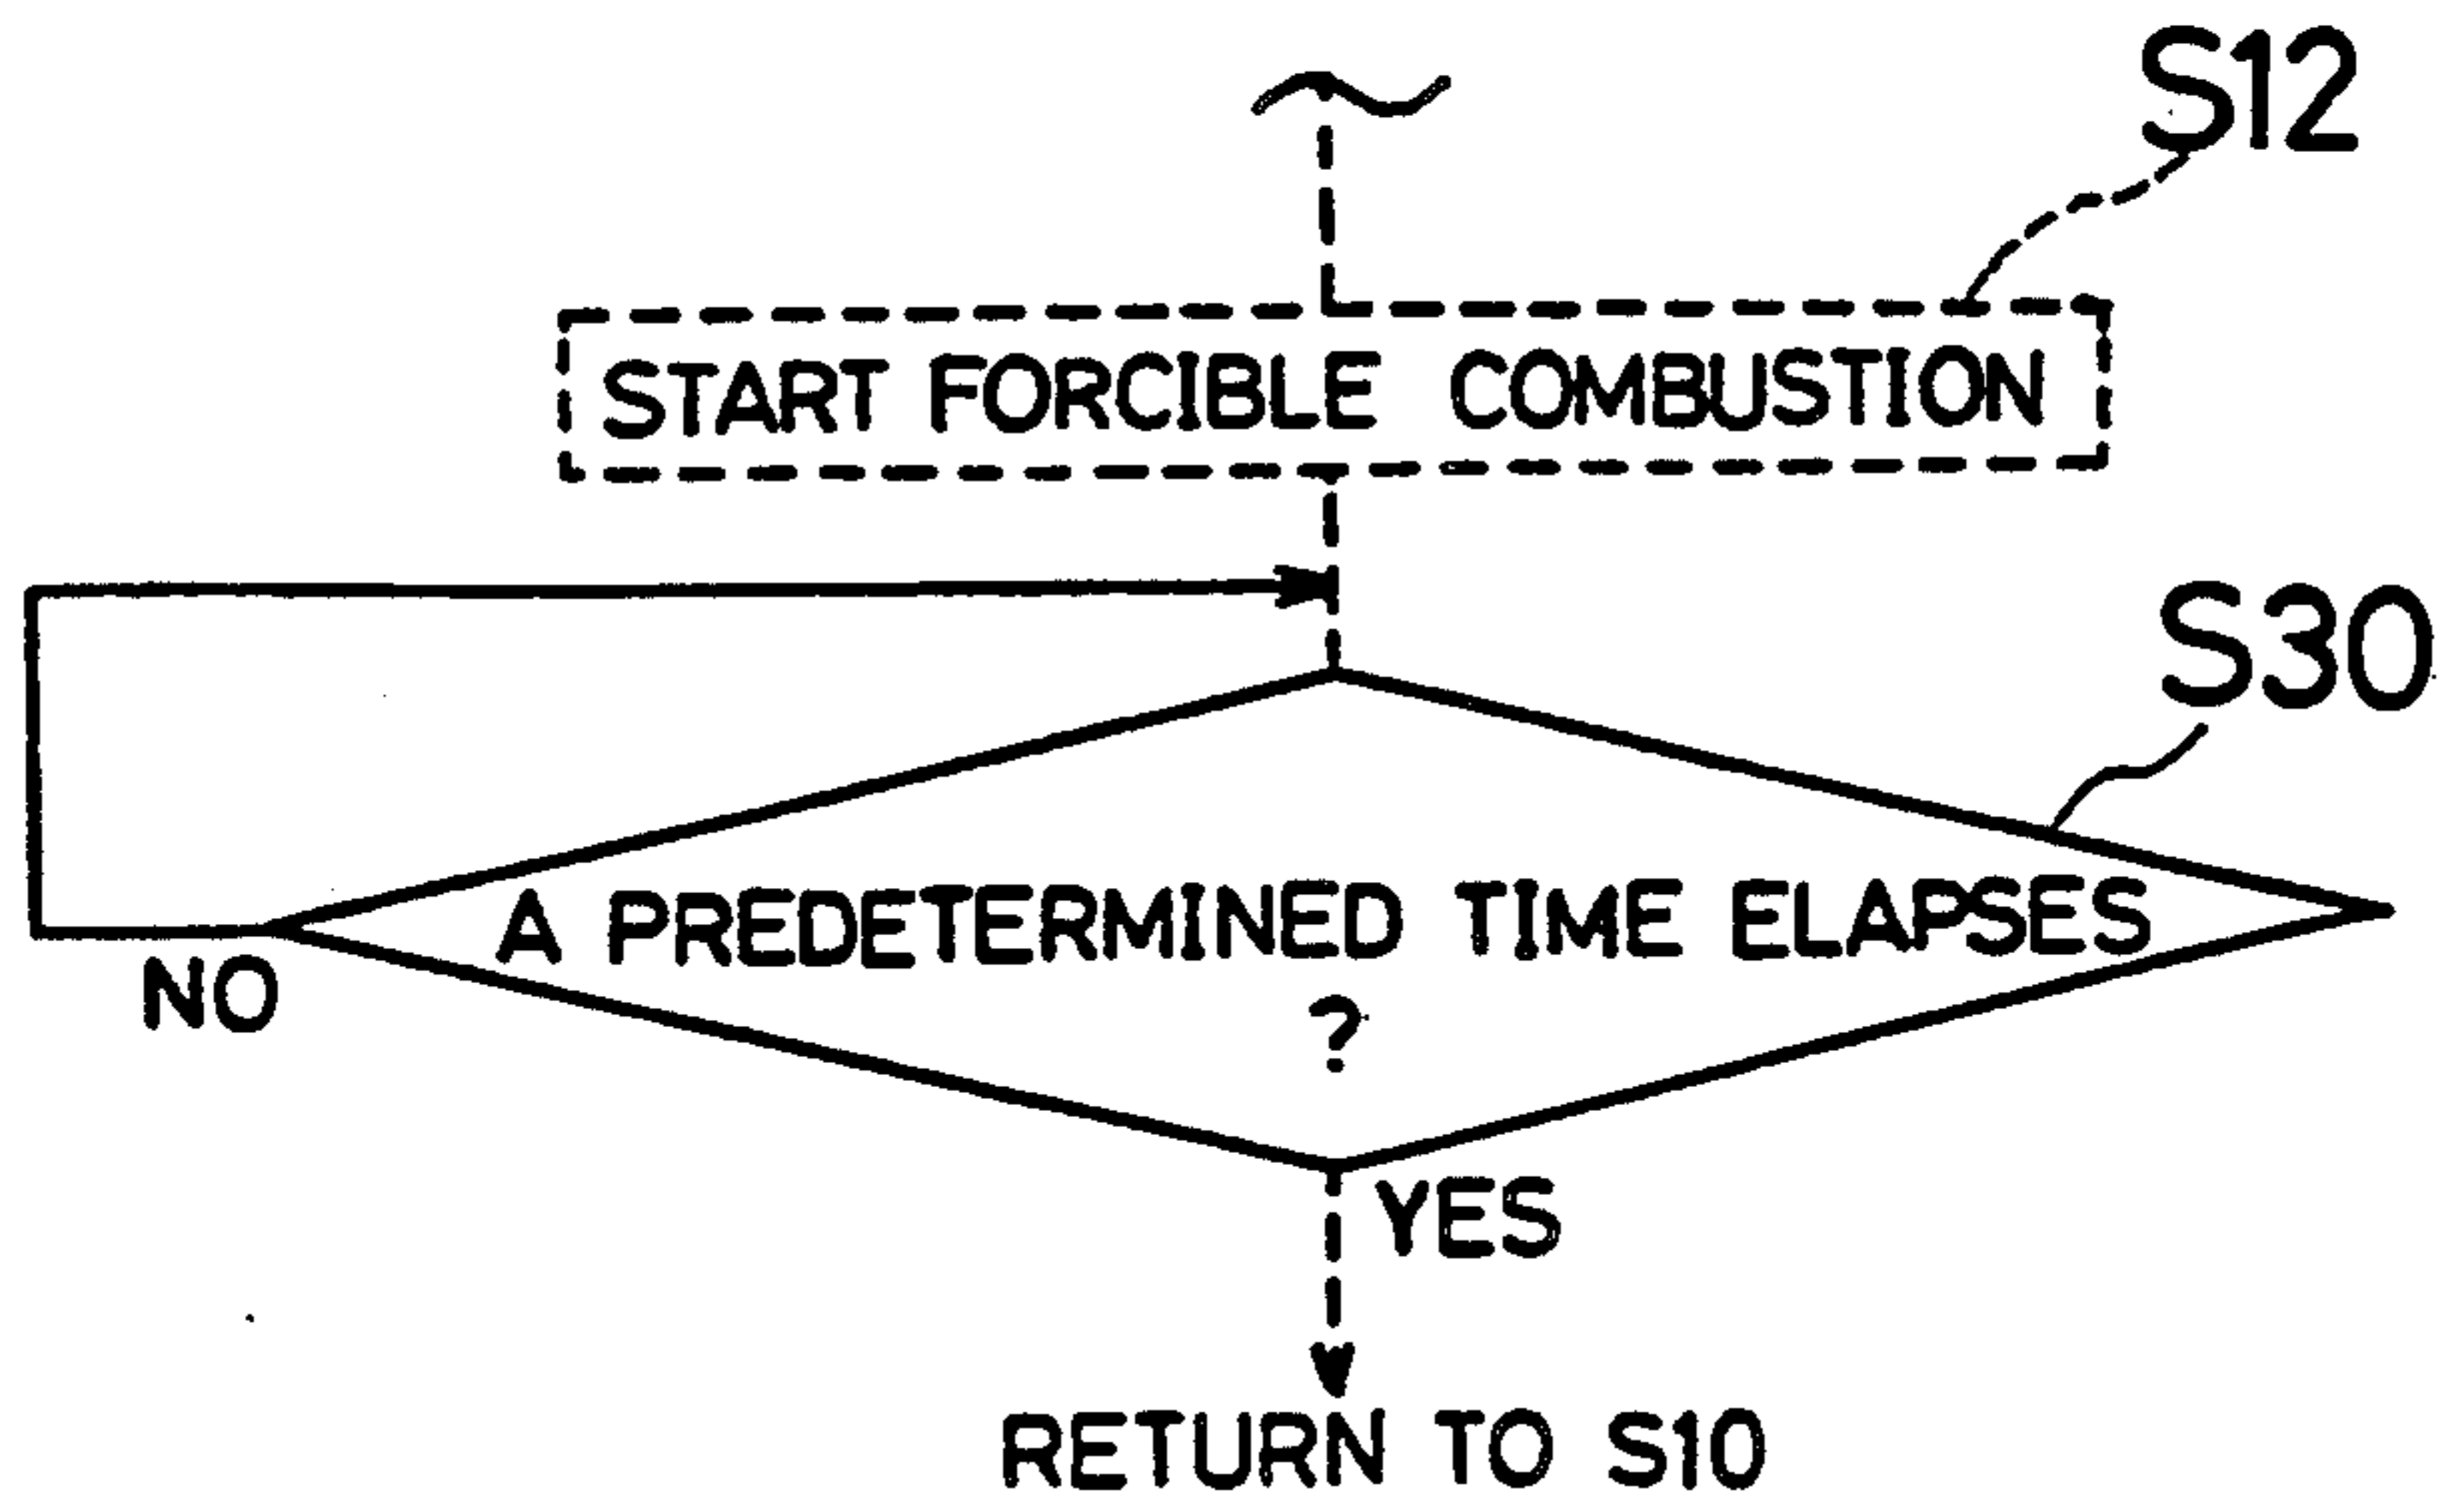 S12
START FORCIBLE COMBUSTION
S30
A PREDETERMINED TIME ELAPSES
?
NO
YES
RETURN TO S10